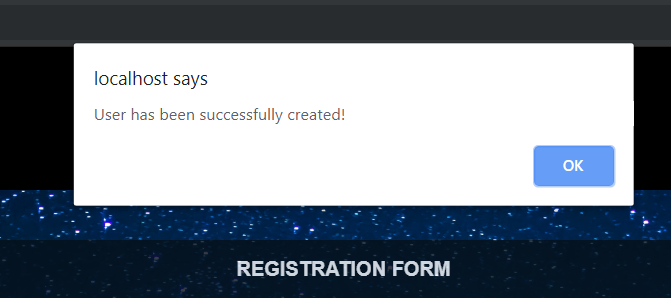 localhost says
User has been successfully created!
OK
REGISTRATION FORM